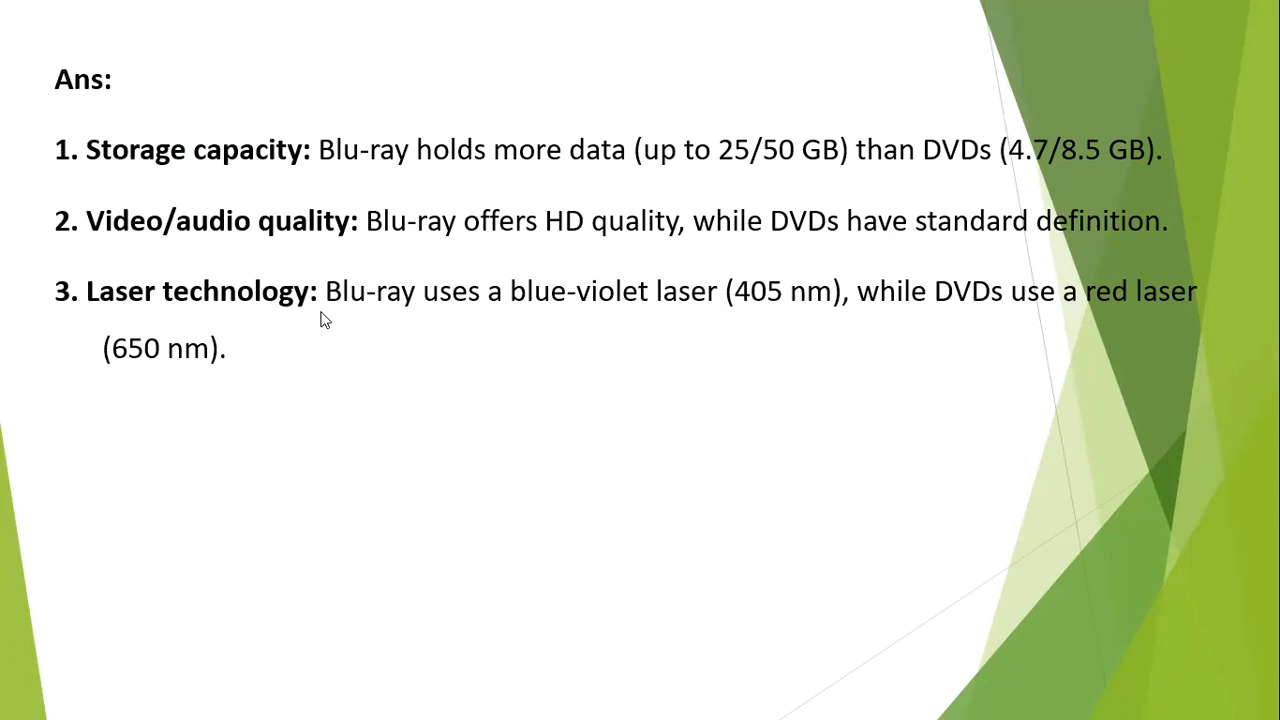 Ans:
1. Storage capacity: Blu-ray holds more data (up to 25/50 GB) than DVDs (4.7/8.5 GB).
2. Video/audio quality: Blu-ray offers HD quality, while DVDs have standard definition.
3. Laser technology: Blu-ray uses a blue-violet laser (405 nm), while DVDs use a red laser
(650 nm).